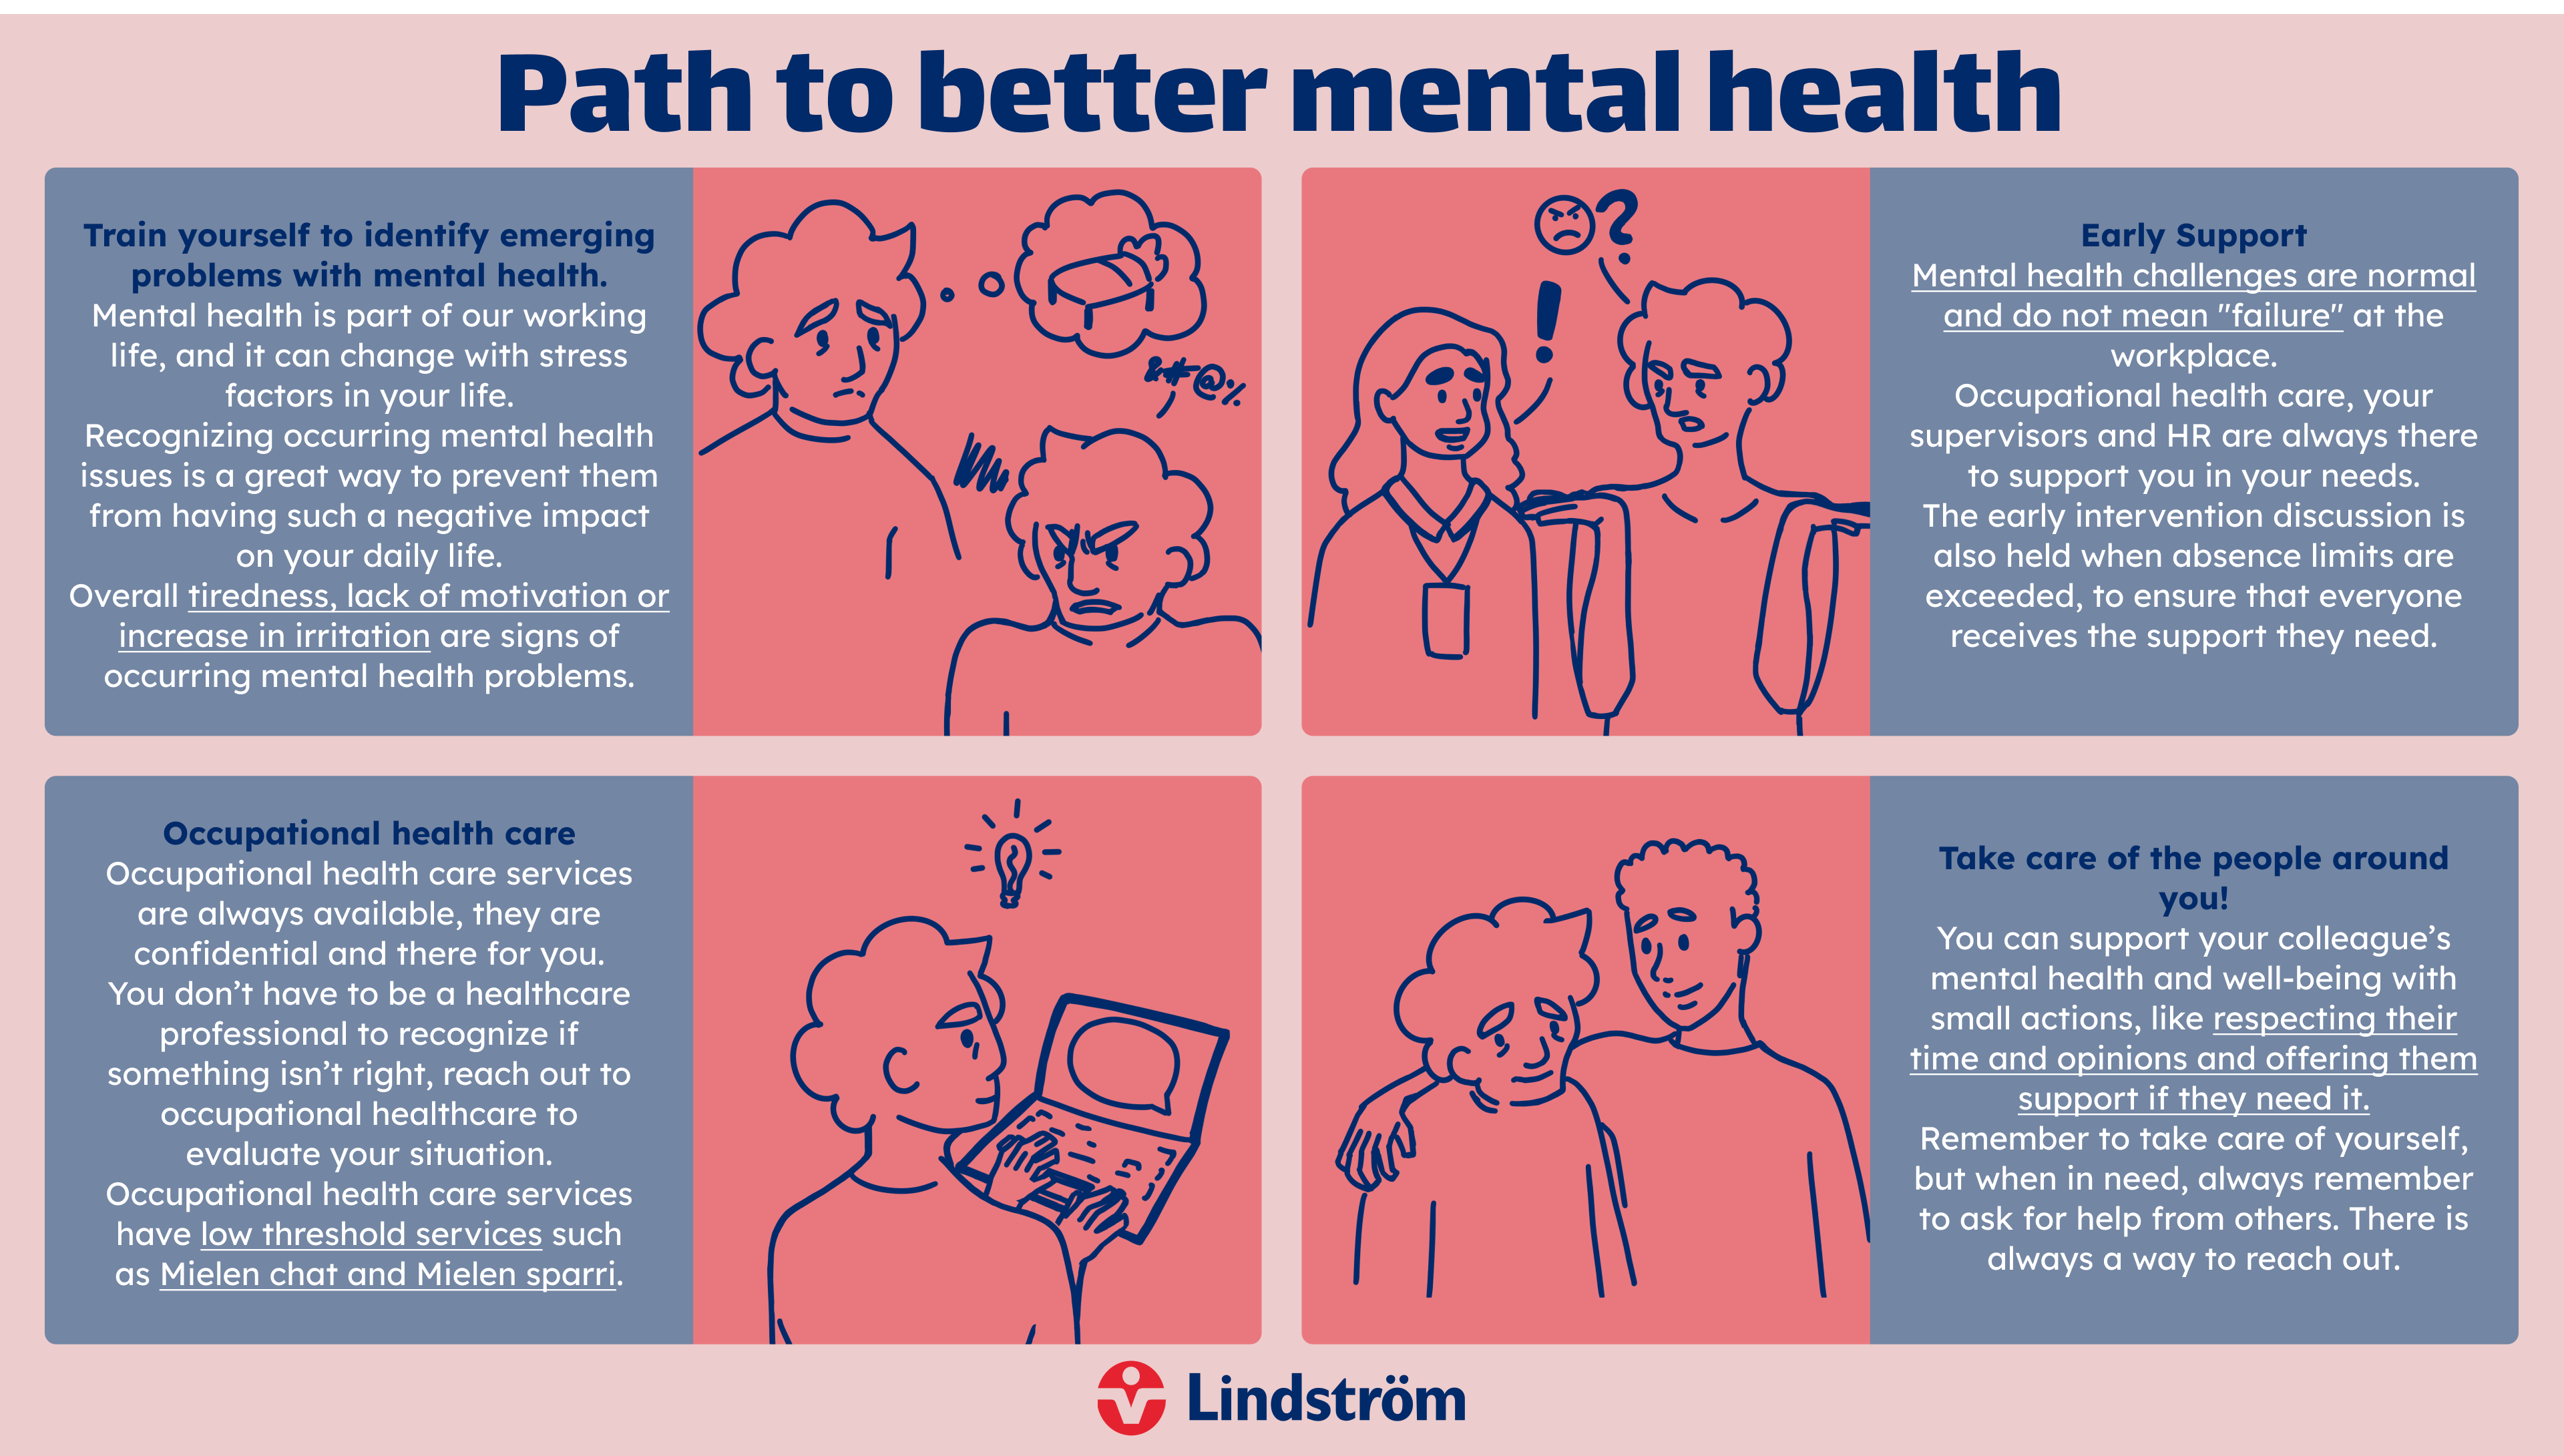 Path to better mental health
Train yourself to identify emerging
problems with mental health.
Mental health is part of our working
life, and it can change with stress
factors in your life.
Recognizing occurring mental health
issues is a great way to prevent them
from having such a negative impact
on your daily life.
Overall tiredness, lack of motivation or
increase in irritation are signs of
occurring mental health problems.
&#@%
?
!
Early Support
Mental health challenges are normal
and do not mean "failure" at the
workplace.
Occupational health care, your
supervisors and HR are always there
to support you in your needs.
The early intervention discussion is
also held when absence limits are
exceeded, to ensure that everyone
receives the support they need.
Occupational health care
Occupational health care services
are always available, they are
confidential and there for you.
You don’t have to be a healthcare
professional to recognize if
something isn’t right, reach out to
occupational healthcare to
evaluate your situation.
Occupational health care services
have low threshold services such
as Mielen chat and Mielen sparri.
Take care of the people around
you!
You can support your colleague’s
mental health and well-being with
small actions, like respecting their
time and opinions and offering them
support if they need it.
Remember to take care of yourself,
but when in need, always remember
to ask for help from others. There is
always a way to reach out.
Lindström